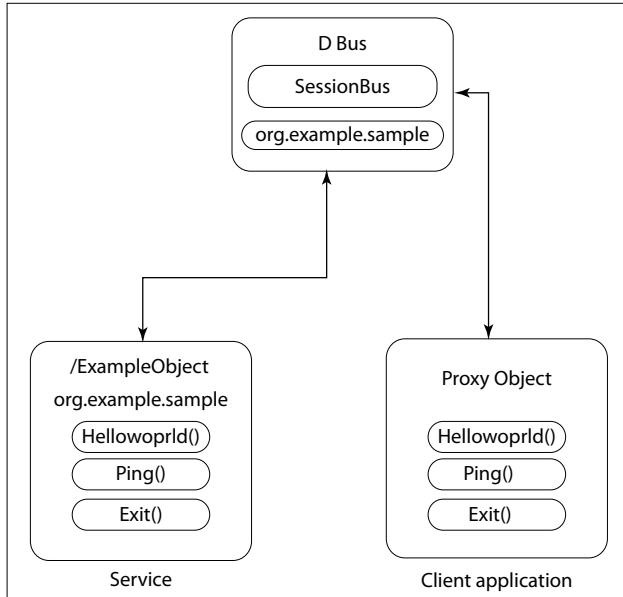 D Bus
SessionBus
org.example.sample
/ExampleObject
org.example.sample
Hellowoprld()
Ping()
Exit()
Service
Proxy Object
Hellowoprld()
Ping()
Exit()
Client application